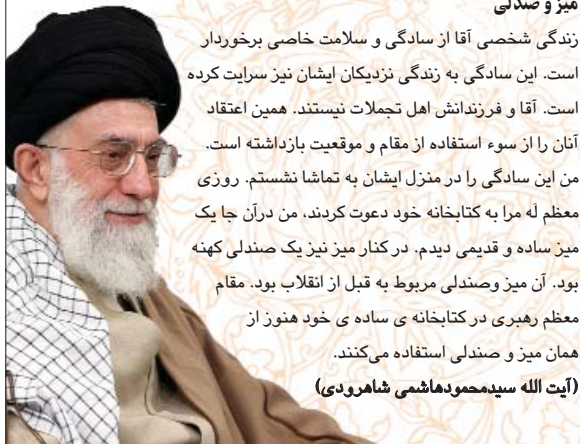 میز و صندلی
زندگی شخصی آقا از سادگی و سلامت خاصی برخوردار
است. این سادگی به زندگی نزدیکان ایشان نیز سرایت کرده
است. آقا و فرزندانش اهل تجملات نیستند. همین اعتقاد
آنان را از سوء استفاده از مقام و موقعیت بازداشته است.
من این سادگی را در منزل ایشان به تماشا نشستم. روزی
معظم لَه مرا به کتابخانه خود دعوت کردند، من درآن جا یک
میز ساده و قدیمی دیدم. در کنار میز نیز یک صندلی کهنه
بود. آن میز وصندلی مربوط به قبل از انقلاب بود. مقام
معظم رهبری در کتابخانه ی ساده ی خود هنوز از
همان میز و صندلی استفاده می‌کنند.
(آیت الله سیدمحمودهاشمی شاهرودی)